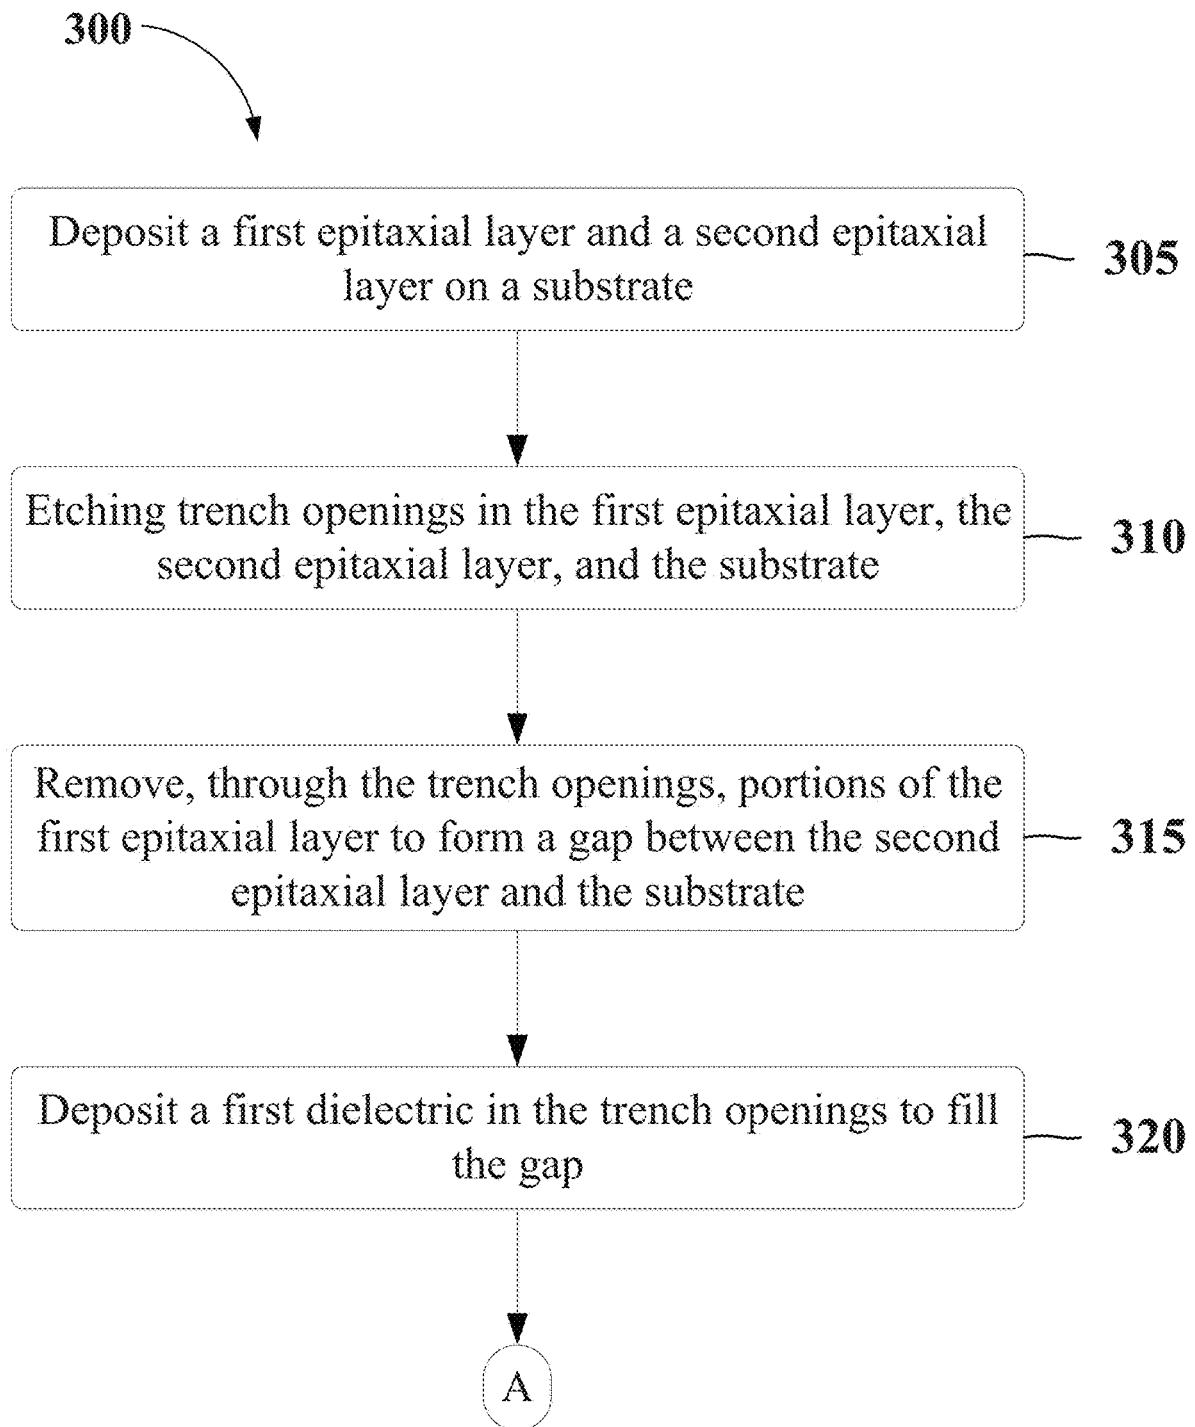 300
Deposit a first epitaxial layer and a second epitaxial
layer on a substrate
305
Etching trench openings in the first epitaxial layer, the
second epitaxial layer, and the substrate
310
Remove, through the trench openings, portions of the
first epitaxial layer to form a gap between the second
epitaxial layer and the substrate
315
Deposit a first dielectric in the trench openings to fill
the gap
320
A